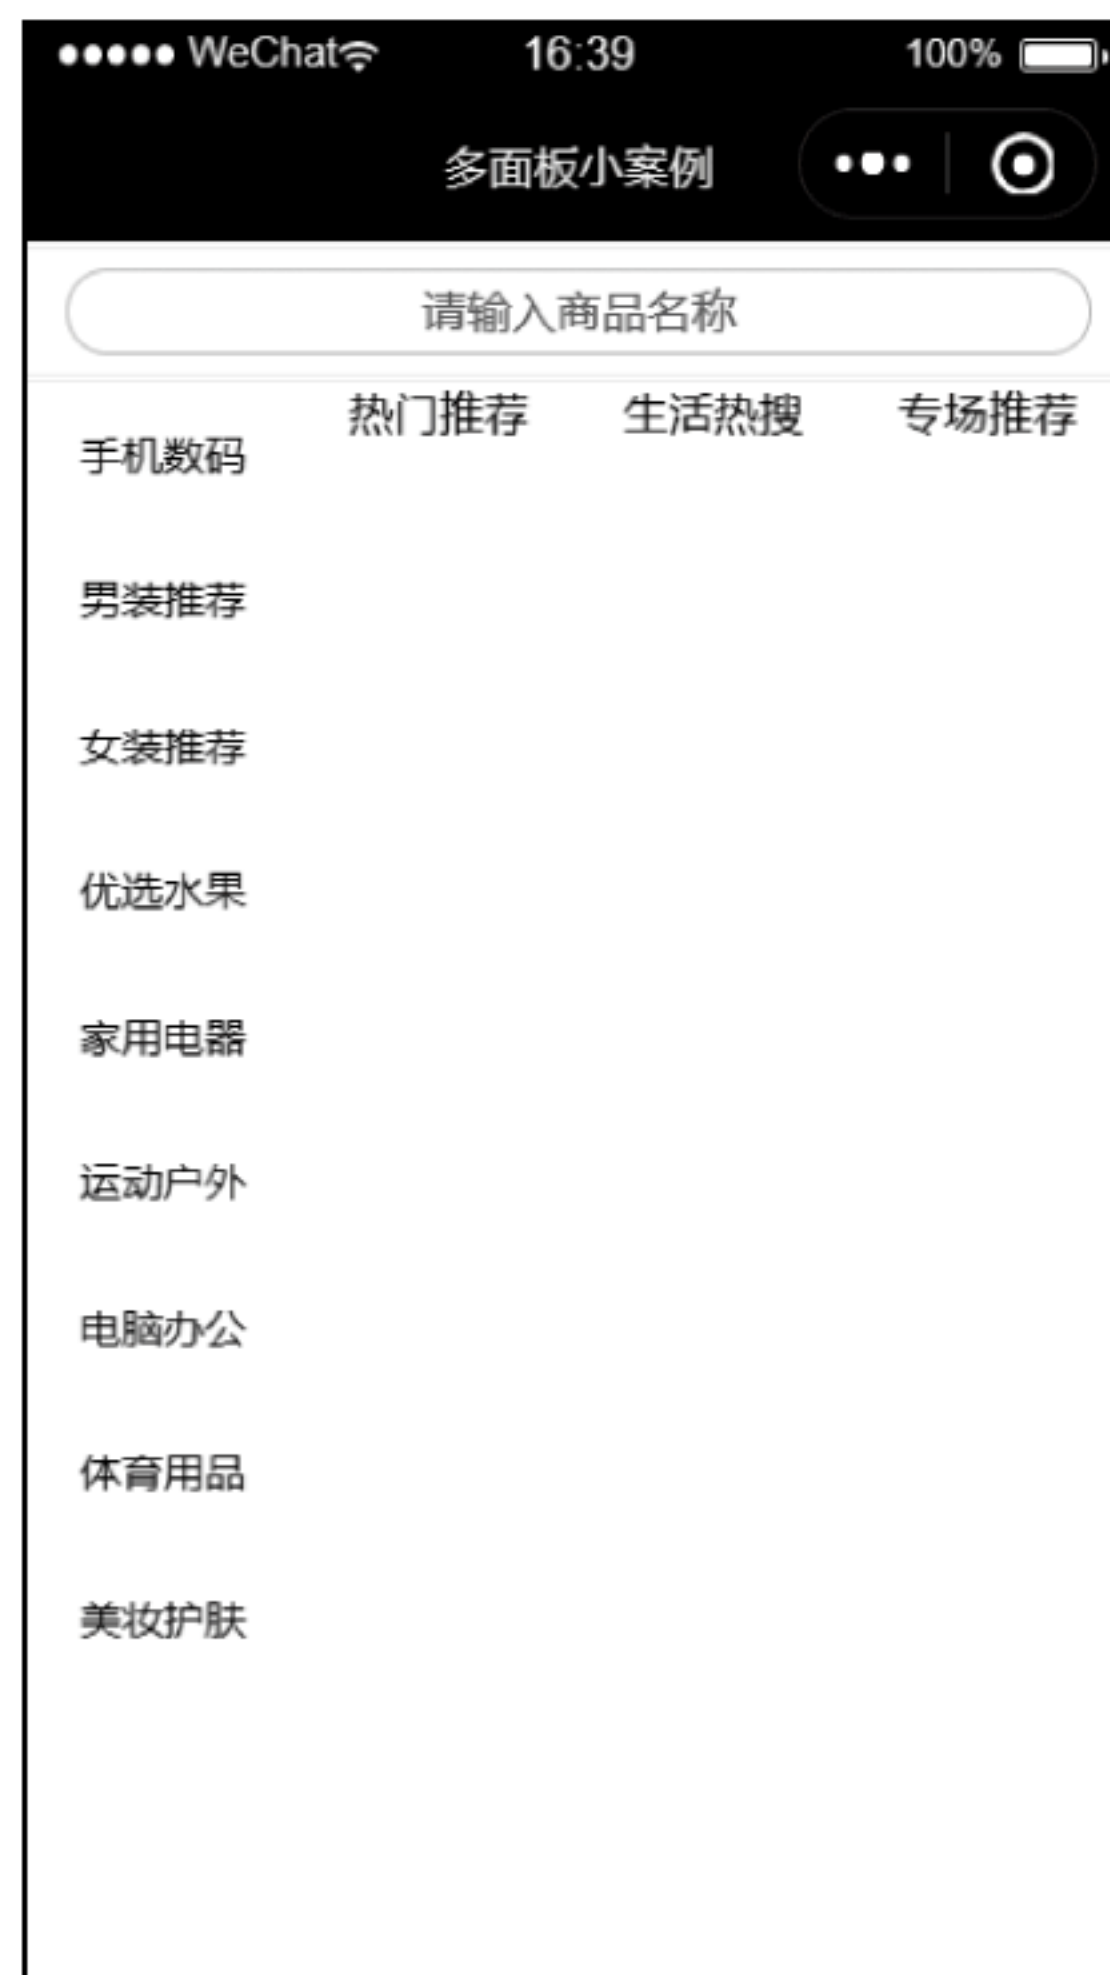 WeChat 16:39 100%
多面板小案例
请输入商品名称
热门推荐 生活热搜 专场推荐
手机数码
男装推荐
女装推荐
优选水果
家用电器
运动户外
电脑办公
体育用品
美妆护肤